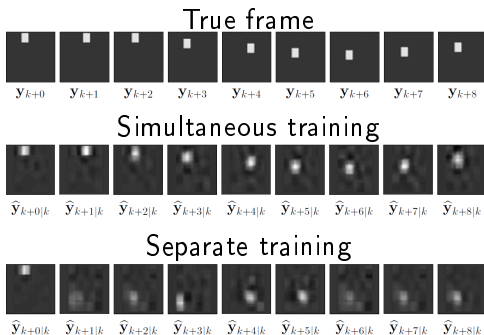 True frame
y_{k+0} y_{k+1} y_{k+2} y_{k+3} y_{k+4} y_{k+5} y_{k+6} y_{k+7} y_{k+8}
Simultaneous training
ŷ_{k+0|k} ŷ_{k+1|k} ŷ_{k+2|k} ŷ_{k+3|k} ŷ_{k+4|k} ŷ_{k+5|k} ŷ_{k+6|k} ŷ_{k+7|k} ŷ_{k+8|k}
Separate training
ŷ_{k+0|k} ŷ_{k+1|k} ŷ_{k+2|k} ŷ_{k+3|k} ŷ_{k+4|k} ŷ_{k+5|k} ŷ_{k+6|k} ŷ_{k+7|k} ŷ_{k+8|k}